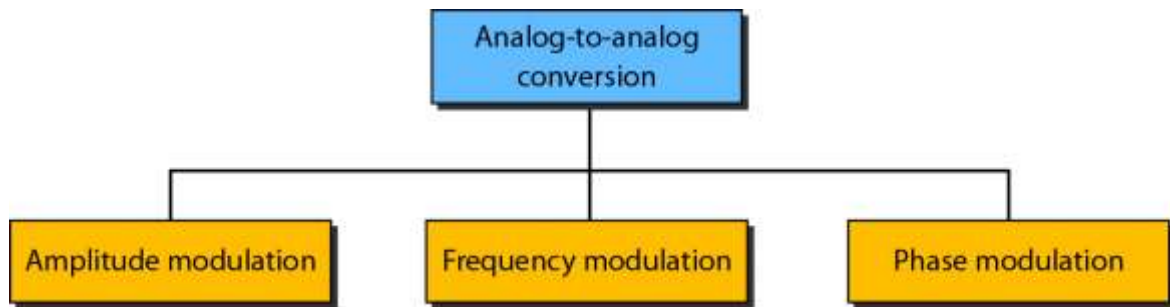 Analog-to-analog
conversion
Amplitude modulation
Frequency modulation
Phase modulation